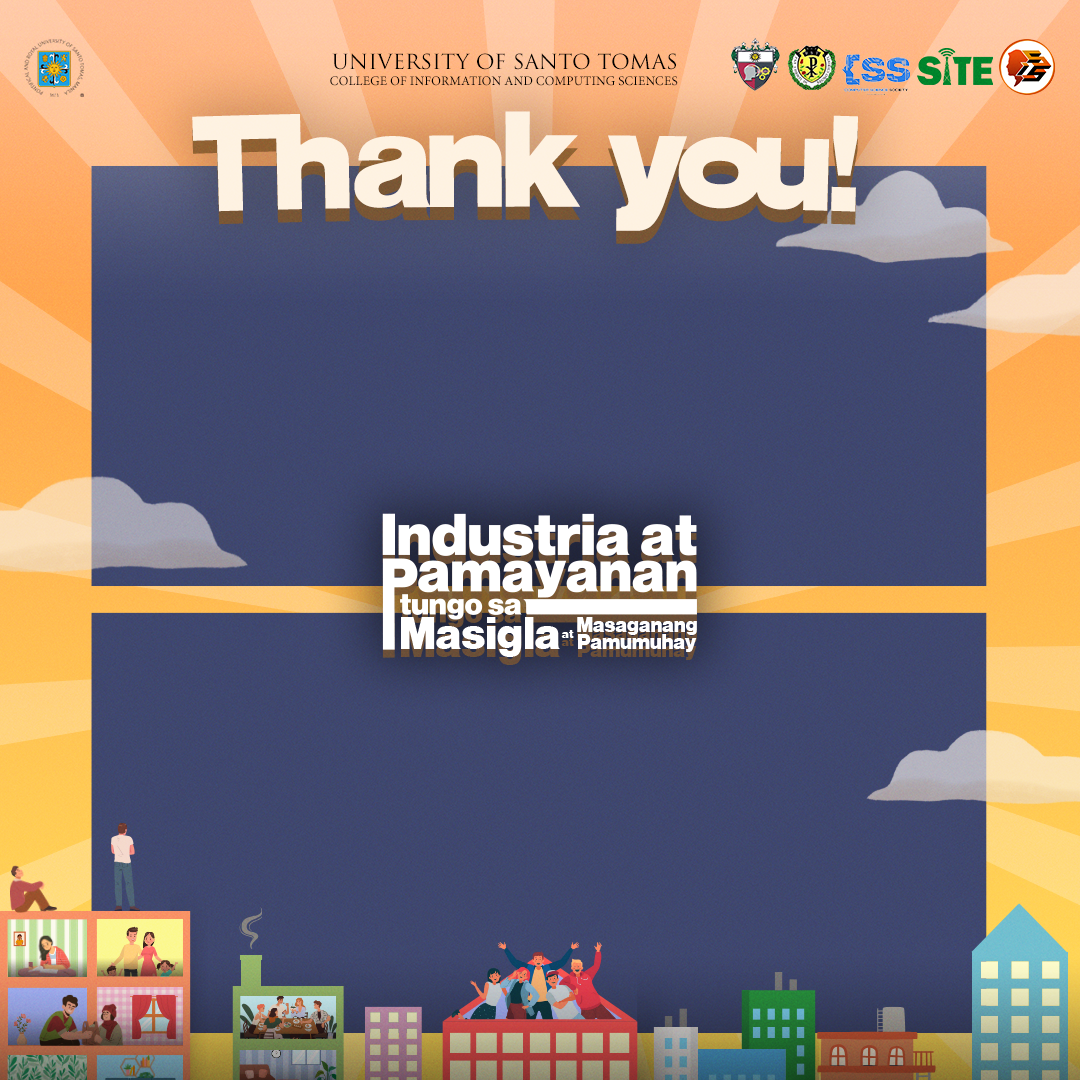 UNIVERSITY OF SANTO TOMAS
COLLEGE OF INFORMATION AND COMPUTING SCIENCES
CSS
SITE
Thank you!
Industria at
Pamayanan
tungo sa
Masigla at Masaganang
Pamumuhay